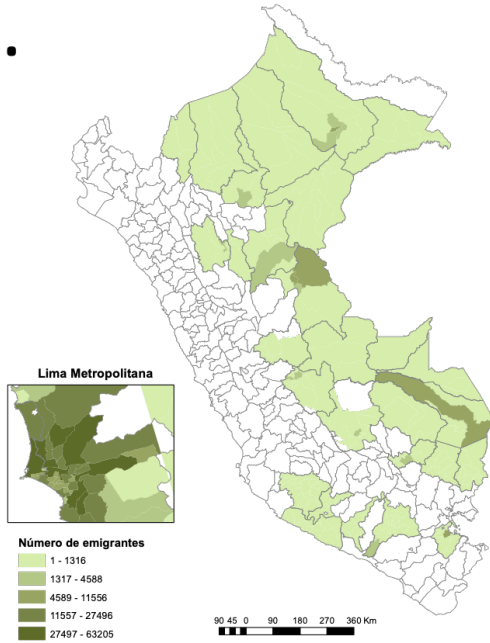 Lima Metropolitana
Número de emigrantes
1 - 1316
1317 - 4588
4589 - 11556
11557 - 27496
27497 - 63205
90 45 0 90 180 270 360 Km